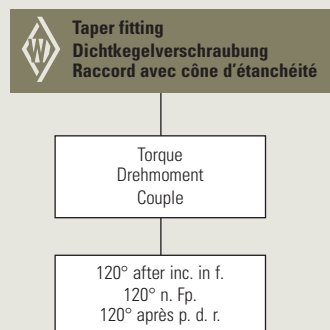 W
Taper fitting
Dichtkegelverschraubung
Raccord avec cône d'étanchéité
Torque
Drehmoment
Couple
120° after inc. in f.
120° n. Fp.
120° après p. d. r.